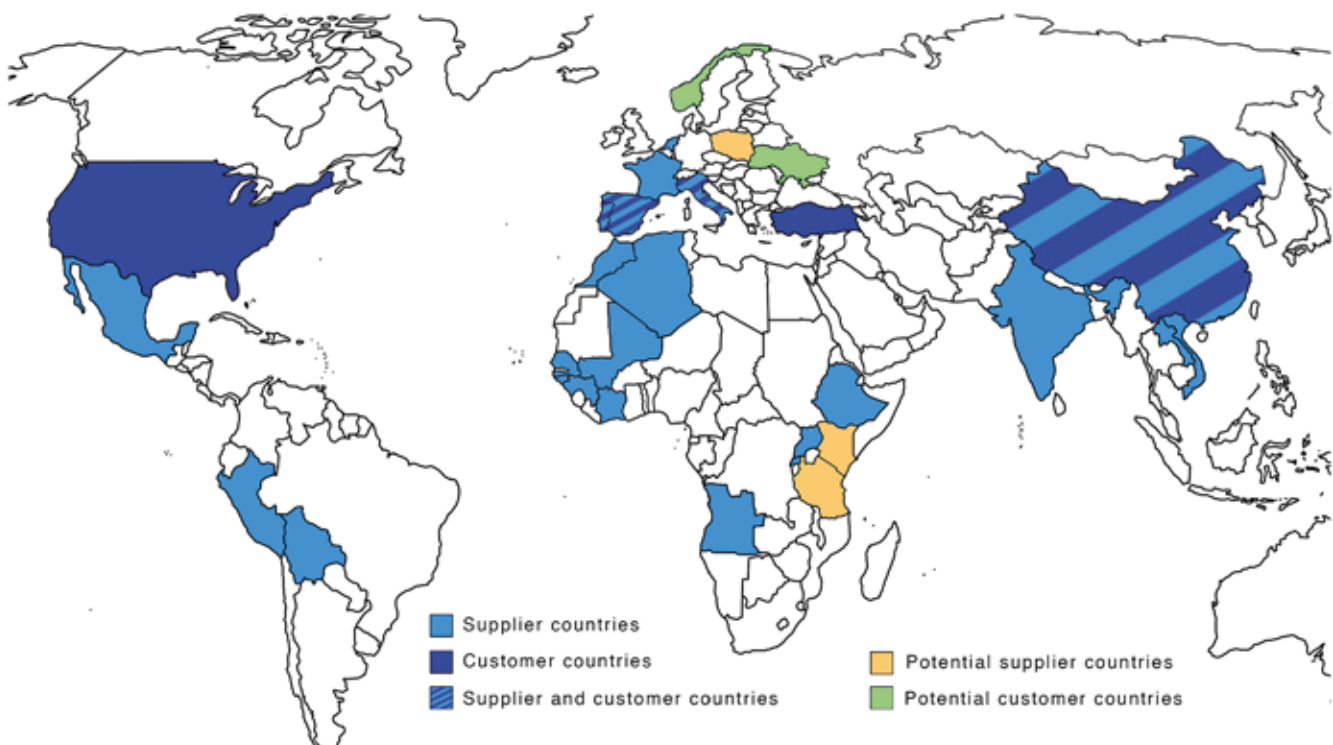 Supplier countries
Customer countries
Supplier and customer countries
Potential supplier countries
Potential customer countries